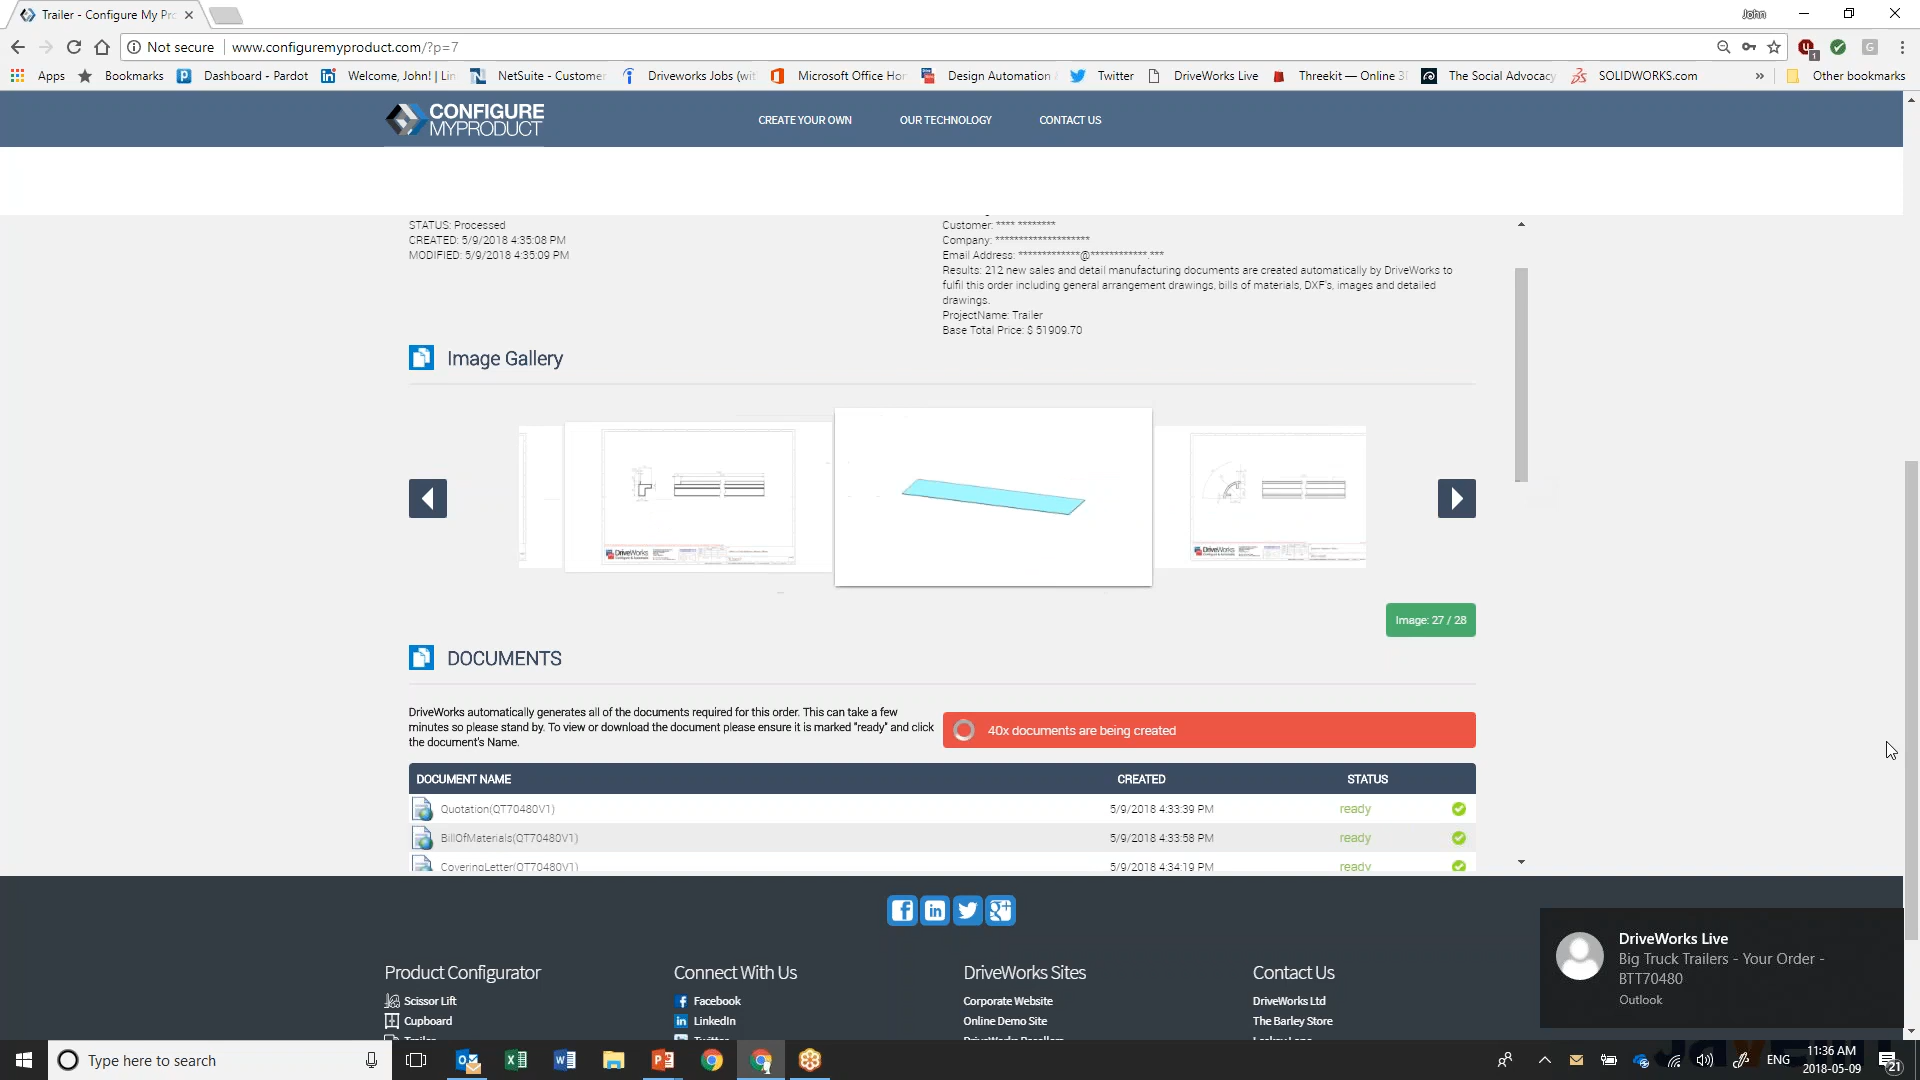 Trailer - Configure My Pr
John
Not secure
www.configuremyproduct.com/?p=7
Apps
Bookmarks
Dashboard - Pardot
Welcome, John! | Lin
NetSuite - Customer
Driveworks Jobs (wit
Microsoft Office Hor
Design Automation
Twitter
DriveWorks Live
Threekit — Online 3
The Social Advocacy
SOLIDWORKS.com
»
Other bookmarks
CONFIGURE
MYPRODUCT
CREATE YOUR OWN
OUR TECHNOLOGY
CONTACT US
STATUS: Processed
CREATED: 5/9/2018 4:35:08 PM
MODIFIED: 5/9/2018 4:35:09 PM
Customer: **** ********
Company: ********************
Email Address: *************@************.***
Results: 212 new sales and detail manufacturing documents are created automatically by DriveWorks to
fulfil this order including general arrangement drawings, bills of materials, DXF's, images and detailed
drawings.
ProjectName: Trailer
Base Total Price: $ 51909.70
Image Gallery
DriveWorks
DriveWorks
Image: 27 / 28
DOCUMENTS
DriveWorks automatically generates all of the documents required for this order. This can take a few
minutes so please stand by. To view or download the document please ensure it is marked "ready" and click
the document's Name.
40x documents are being created
DOCUMENT NAME
CREATED
STATUS
Quotation(QT70480V1)
5/9/2018 4:33:39 PM
ready
BillOfMaterials(QT70480V1)
5/9/2018 4:33:58 PM
ready
CoveringLetter(QT70480V1)
5/9/2018 4:34:19 PM
ready
Product Configurator
Scissor Lift
Cupboard
Trailer
Connect With Us
Facebook
LinkedIn
Twitter
DriveWorks Sites
Corporate Website
Online Demo Site
DriveWorks Resellers
Contact Us
DriveWorks Ltd
The Barley Store
DriveWorks Live
Big Truck Trailers - Your Order -
BTT70480
Outlook
Type here to search
ENG
11:36 AM
2018-05-09
21